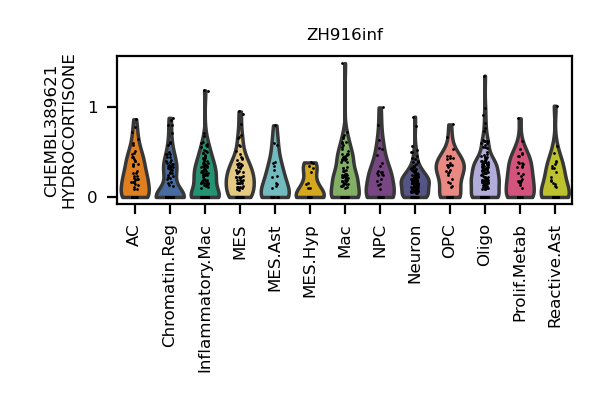 ZH916inf
CHEMBL389621
HYDROCORTISONE
1
0
AC
Chromatin.Reg
Inflammatory.Mac
MES
MES.Ast
MES.Hyp
Mac
NPC
Neuron
OPC
Oligo
Prolif.Metab
Reactive.Ast